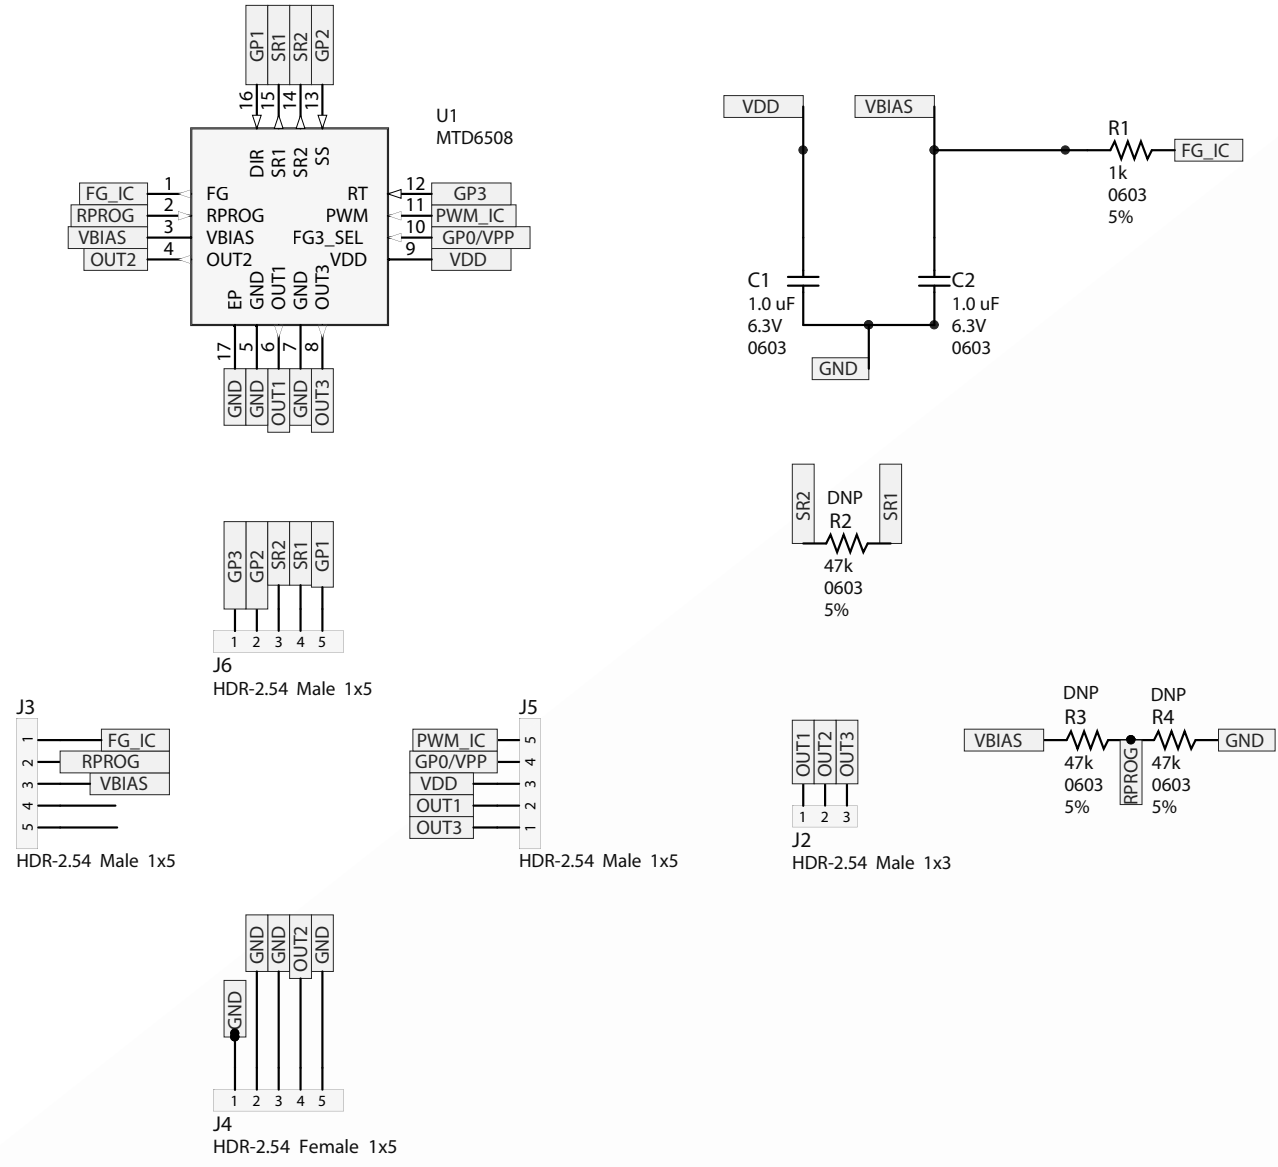 GP1 SR1 SR2 GP2
16 15 14 13
U1
MTD6508
DIR SR1 SR2 SS
FG_IC 1 FG
RPROG 2 RPROG
VBIAS 3 VBIAS
OUT2 4 OUT2
RT 12 GP3
PWM 11 PWM_IC
FG3_SEL 10 GP0/VPP
VDD 9 VDD
EP GND OUT1 GND OUT3
17 5 6 7 8
GND GND OUT1 GND OUT3
VDD
VBIAS
R1
FG_IC
1k
0603
5%
C1
1.0 uF
6.3V
0603
C2
1.0 uF
6.3V
0603
GND
SR2
DNP
R2
SR1
47k
0603
5%
GP3 GP2 SR2 SR1 GP1
1 2 3 4 5
J6
HDR-2.54 Male 1x5
J3
1 FG_IC
2 RPROG
3 VBIAS
4
5
HDR-2.54 Male 1x5
J5
PWM_IC 5
GP0/VPP 4
VDD 3
OUT1 2
OUT3 1
HDR-2.54 Male 1x5
OUT1 OUT2 OUT3
1 2 3
J2
HDR-2.54 Male 1x3
DNP
R3
DNP
R4
VBIAS
GND
RPROG
47k
0603
5%
47k
0603
5%
GND GND GND OUT2 GND
1 2 3 4 5
J4
HDR-2.54 Female 1x5